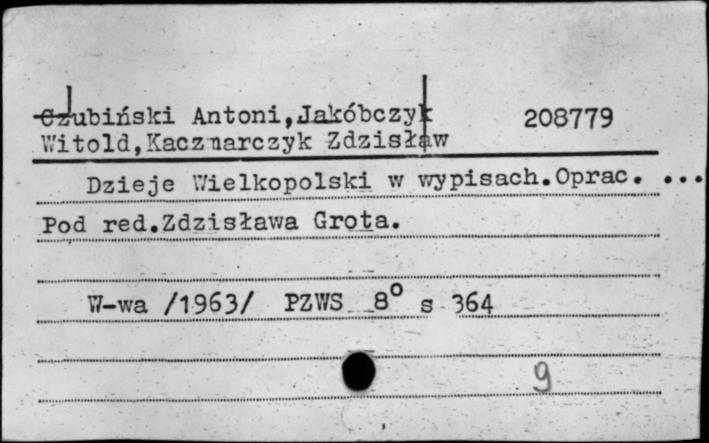 Czubiński Antoni,Jakóbczyk 208779
Witold,Kaczmarczyk Zdzisław
Dzieje Wielkopolski w wypisach.Oprac. ...
Pod red.Zdzisława Grota.
W-wa /1963/ PZWS 8° s 364
9